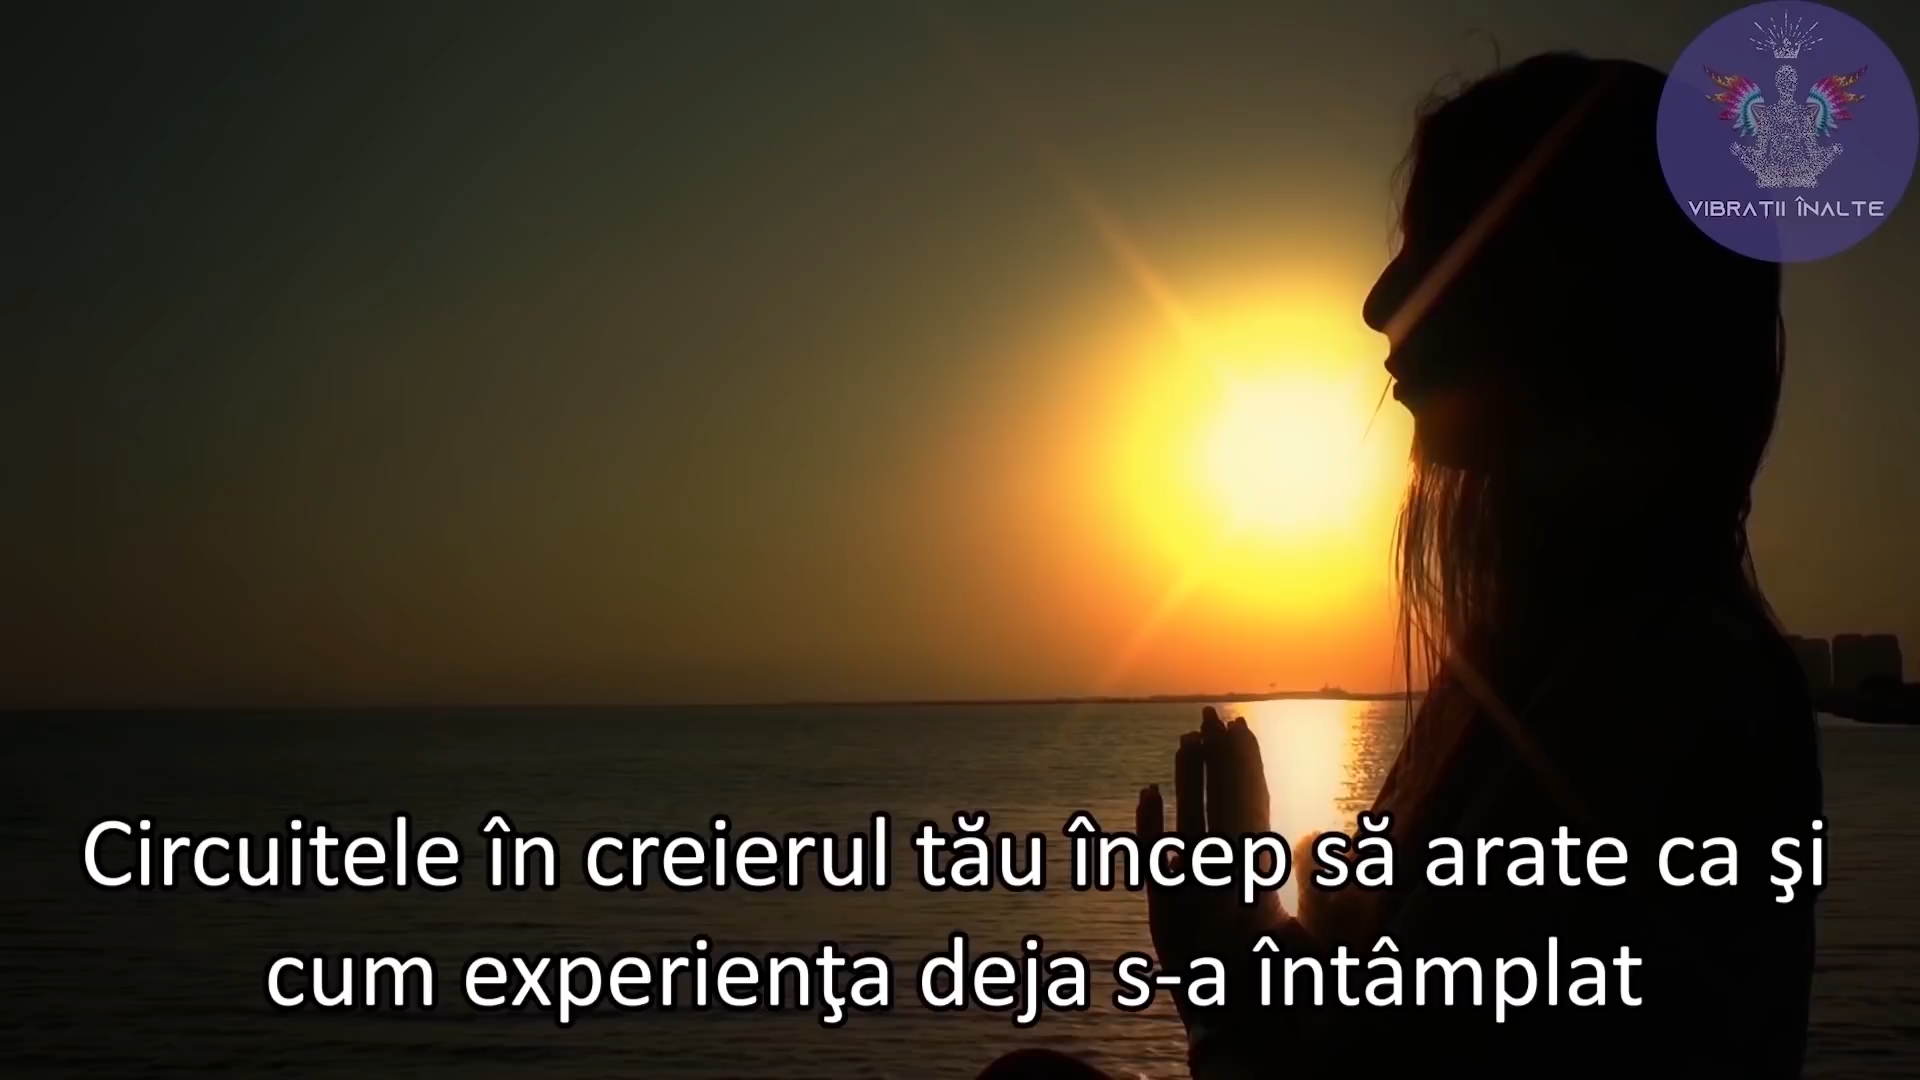 VIBRAȚII ÎNALTE
Circuitele în creierul tău încep să arate ca şi
cum experienţa deja s-a întâmplat